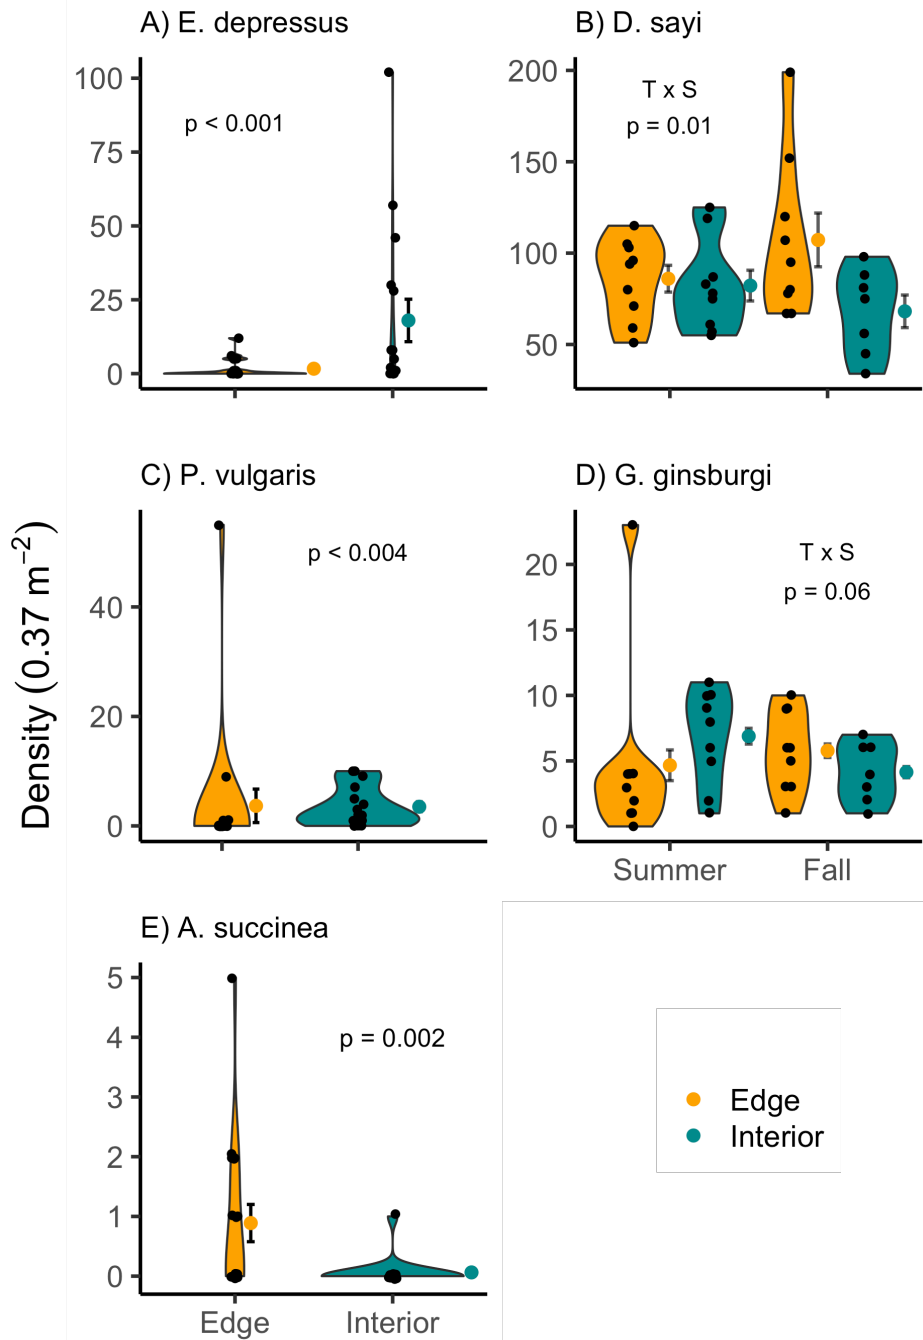 A) E. depressus
100
75
50
25
0
p < 0.001
B) D. sayi
200
150
100
50
T x S
p = 0.01
Density (0.37 m⁻²)
C) P. vulgaris
40
20
0
p < 0.004
D) G. ginsburgi
20
15
10
5
0
T x S
p = 0.06
Summer Fall
E) A. succinea
5
4
3
2
1
0
p = 0.002
Edge Interior
Edge
Interior